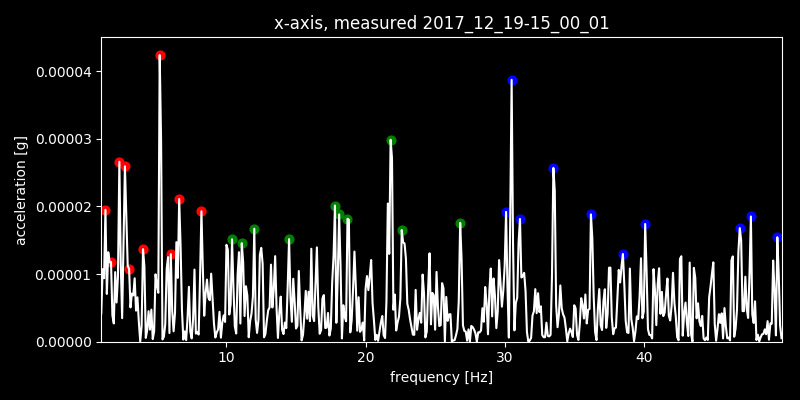 x-axis, measured 2017_12_19-15_00_01
acceleration [g]
0.00004
0.00003
0.00002
0.00001
0.00000
10 20 30 40
frequency [Hz]